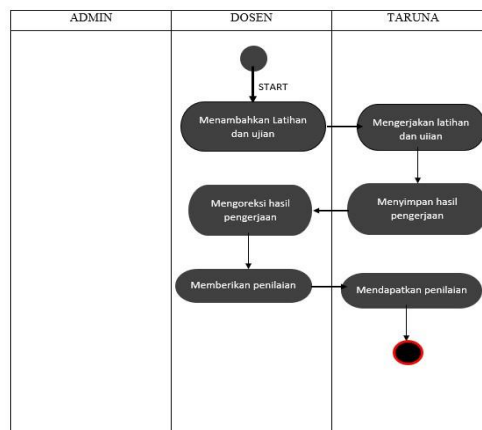 ADMIN
DOSEN
TARUNA
START
Menambahkan Latihan
dan ujian
Mengerjakan latihan
dan uiian
Mengoreksi hasil
pengerjaan
Menyimpan hasil
pengerjaan
Memberikan penilaian
Mendapatkan penilaian